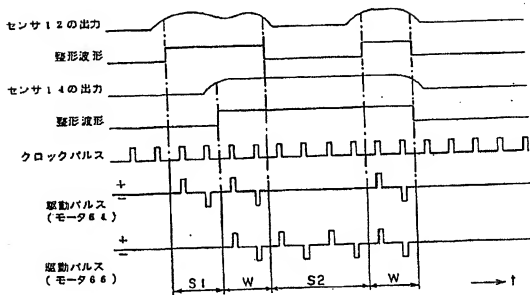 センサ12の出力
整形波形
センサ14の出力
整形波形
クロックパルス
+
−
駆動パルス
(モータ64)
+
−
駆動パルス
(モータ66)
S1 W S2 W t